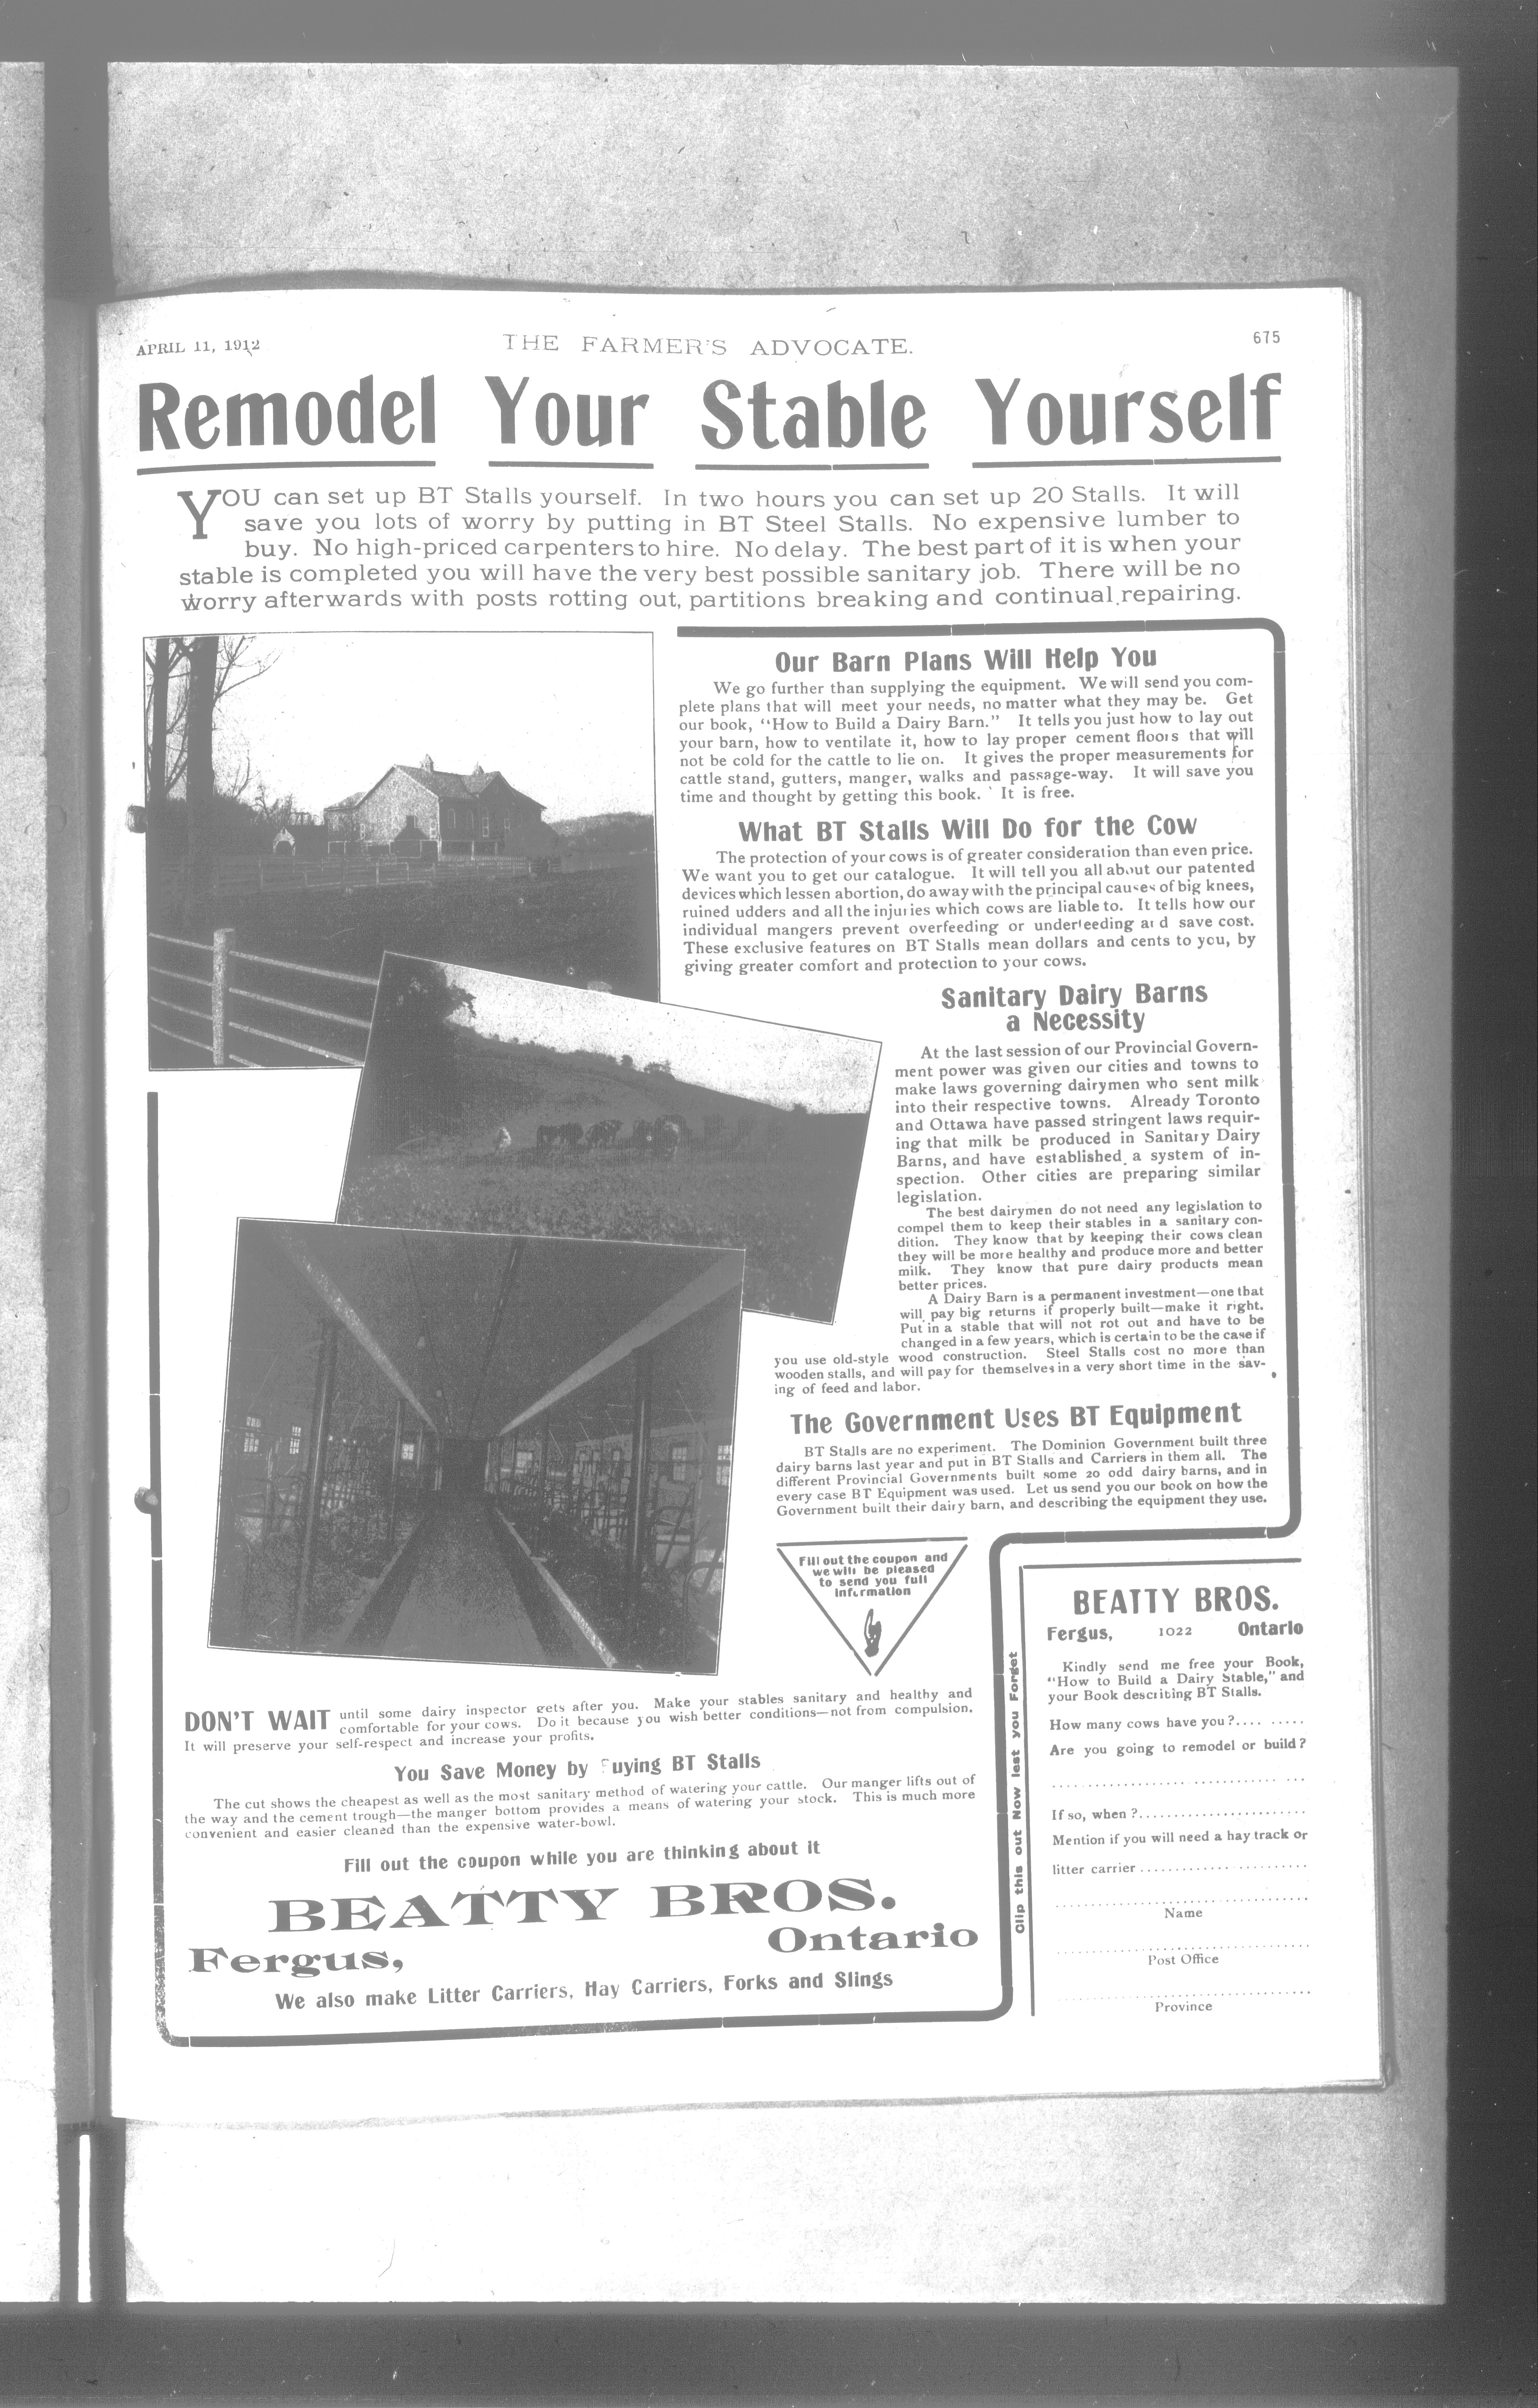 APRIL 11, 1912
THE FARMER'S ADVOCATE.
675
Remodel Your Stable Yourself
YOU can set up BT Stalls yourself. In two hours you can set up 20 Stalls. It will
save you lots of worry by putting in BT Steel Stalls. No expensive lumber to
buy. No high-priced carpenters to hire. No delay. The best part of it is when your
stable is completed you will have the very best possible sanitary job. There will be no
worry afterwards with posts rotting out, partitions breaking and continual repairing.
Our Barn Plans Will Help You
We go further than supplying the equipment. We will send you com-
plete plans that will meet your needs, no matter what they may be. Get
our book, "How to Build a Dairy Barn." It tells you just how to lay out
your barn, how to ventilate it, how to lay proper cement floors that will
not be cold for the cattle to lie on. It gives the proper measurements for
cattle stand, gutters, manger, walks and passage-way. It will save you
time and thought by getting this book. It is free.
What BT Stalls Will Do for the Cow
The protection of your cows is of greater consideration than even price.
We want you to get our catalogue. It will tell you all about our patented
devices which lessen abortion, do away with the principal causes of big knees,
ruined udders and all the injuries which cows are liable to. It tells how our
individual mangers prevent overfeeding or underfeeding and save cost.
These exclusive features on BT Stalls mean dollars and cents to you, by
giving greater comfort and protection to your cows.
Sanitary Dairy Barns
a Necessity
At the last session of our Provincial Govern-
ment power was given our cities and towns to
make laws governing dairymen who sent milk
into their respective towns. Already Toronto
and Ottawa have passed stringent laws requir-
ing that milk be produced in Sanitary Dairy
Barns, and have established a system of in-
spection. Other cities are preparing similar
legislation.
The best dairymen do not need any legislation to
compel them to keep their stables in a sanitary con-
dition. They know that by keeping their cows clean
they will be more healthy and produce more and better
milk. They know that pure dairy products mean
better prices.
A Dairy Barn is a permanent investment—one that
will pay big returns if properly built—make it right.
Put in a stable that will not rot out and have to be
changed in a few years, which is certain to be the case if
you use old-style wood construction. Steel Stalls cost no more than
wooden stalls, and will pay for themselves in a very short time in the sav-
ing of feed and labor.
The Government Uses BT Equipment
BT Stalls are no experiment. The Dominion Government built three
dairy barns last year and put in BT Stalls and Carriers in them all. The
different Provincial Governments built some 20 odd dairy barns, and in
every case BT Equipment was used. Let us send you our book on how the
Government built their dairy barn, and describing the equipment they use.
Fill out the coupon and
we will be pleased
to send you full
information
DON'T WAIT until some dairy inspector gets after you. Make your stables sanitary and healthy and
comfortable for your cows. Do it because you wish better conditions—not from compulsion.
It will preserve your self-respect and increase your profits.
You Save Money by Buying BT Stalls
The cut shows the cheapest as well as the most sanitary method of watering your cattle. Our manger lifts out of
the way and the cement trough—the manger bottom provides a means of watering your stock. This is much more
convenient and easier cleaned than the expensive water-bowl.
Fill out the coupon while you are thinking about it
BEATTY BROS.
Fergus, Ontario
We also make Litter Carriers, Hay Carriers, Forks and Slings
Clip this out Now lest you Forget
BEATTY BROS.
Fergus, 1022 Ontario
Kindly send me free your Book,
"How to Build a Dairy Stable," and
your Book describing BT Stalls.
How many cows have you?.... .....
Are you going to remodel or build?
If so, when?........................
Mention if you will need a hay track or
litter carrier........................
Name
Post Office
Province